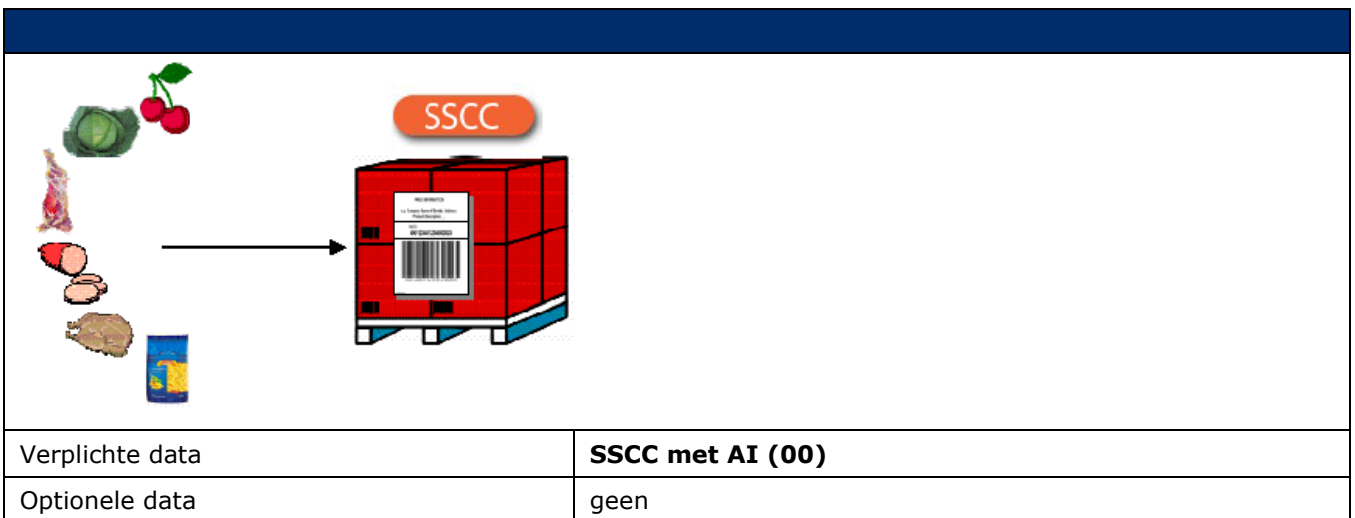 SSCC
Verplichte data
SSCC met AI (00)
Optionele data
geen